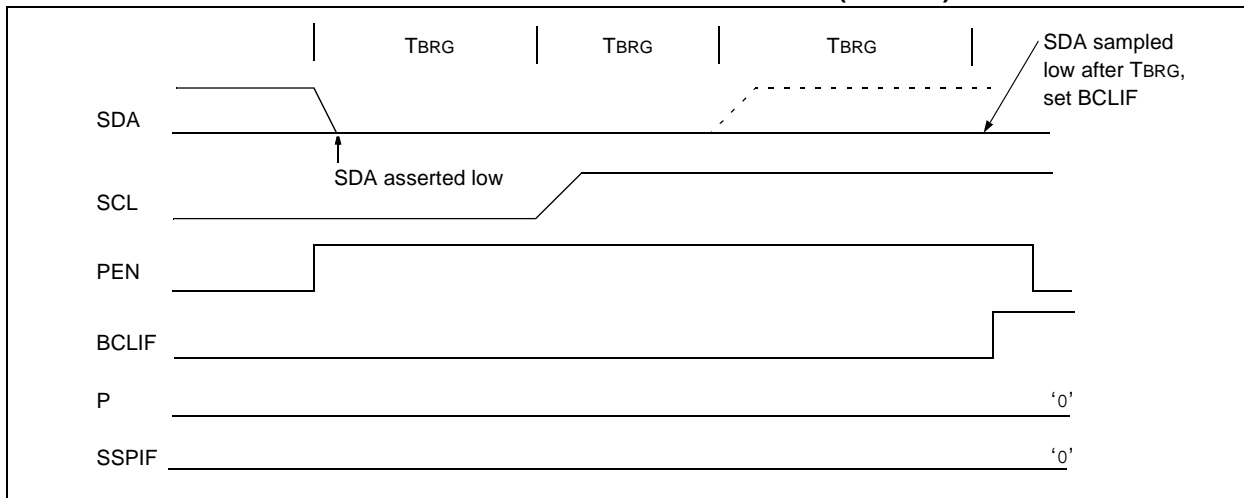 TBRG TBRG TBRG
SDA sampled
low after TBRG,
set BCLIF
SDA
SDA asserted low
SCL
PEN
BCLIF
P
‘0’
SSPIF
‘0’